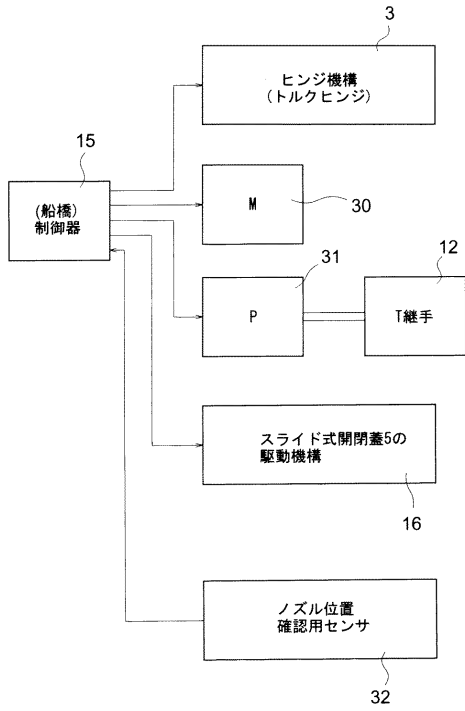 3
ヒンジ機構
(トルクヒンジ)
15
(船橋)
制御器
M
30
31
12
P
T継手
スライド式開閉蓋5の
駆動機構
16
ノズル位置
確認用センサ
32